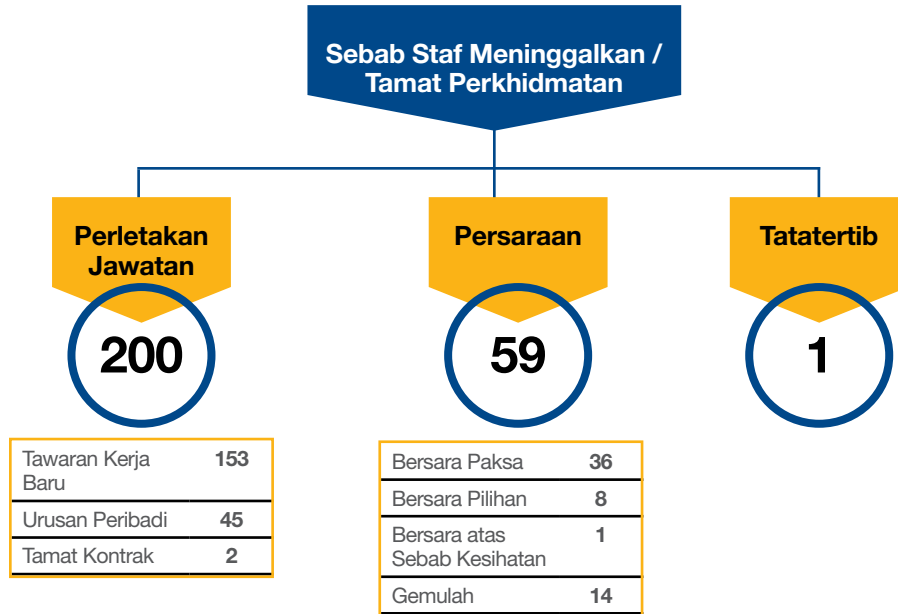 Sebab Staf Meninggalkan /
Tamat Perkhidmatan
Perletakan
Jawatan
200
Tawaran Kerja 153
Baru
Urusan Peribadi 45
Tamat Kontrak 2
Persaraan
59
Bersara Paksa 36
Bersara Pilihan 8
Bersara atas 1
Sebab Kesihatan
Gemulah 14
Tatatertib
1